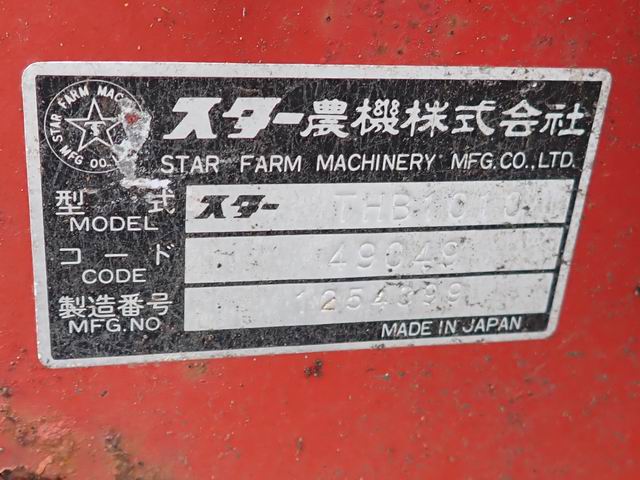 STAR FARM MAC
MFG CO.,L
スター農機株式会社
STAR FARM MACHINERY MFG.CO.,LTD.
型式 スター THB1010
MODEL
コード 49049
CODE
製造番号 1254399
MFG.NO
MADE IN JAPAN